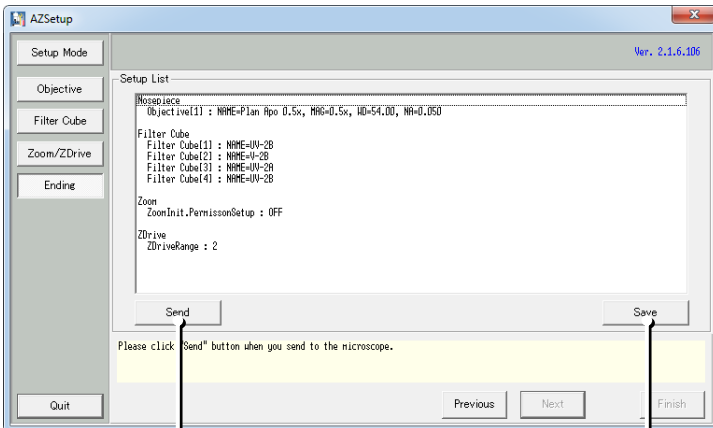 AZSetup
Setup Mode
Ver. 2.1.6.106
Objective
Filter Cube
Zoom/ZDrive
Ending
Setup List
Nosepiece
Objective[1] : NAME=Plan Apo 0.5x, MAG=0.5x, WD=54.00, NA=0.050
Filter Cube
Filter Cube[1] : NAME=UV-2B
Filter Cube[2] : NAME=V-2B
Filter Cube[3] : NAME=UV-2A
Filter Cube[4] : NAME=UV-2B
Zoom
ZoomInit.PermissonSetup : OFF
ZDrive
ZDriveRange : 2
Send
Save
Please click "Send" button when you send to the microscope.
Quit
Previous
Next
Finish